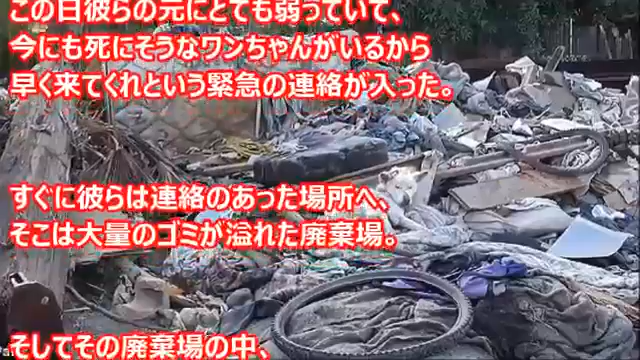 この日彼らの元にとても弱っていて、
今にも死にそうなワンちゃんがいるから
早く来てくれという緊急の連絡が入った。
すぐに彼らは連絡のあった場所へ、
そこは大量のゴミが溢れた廃棄場。
そしてその廃棄場の中、